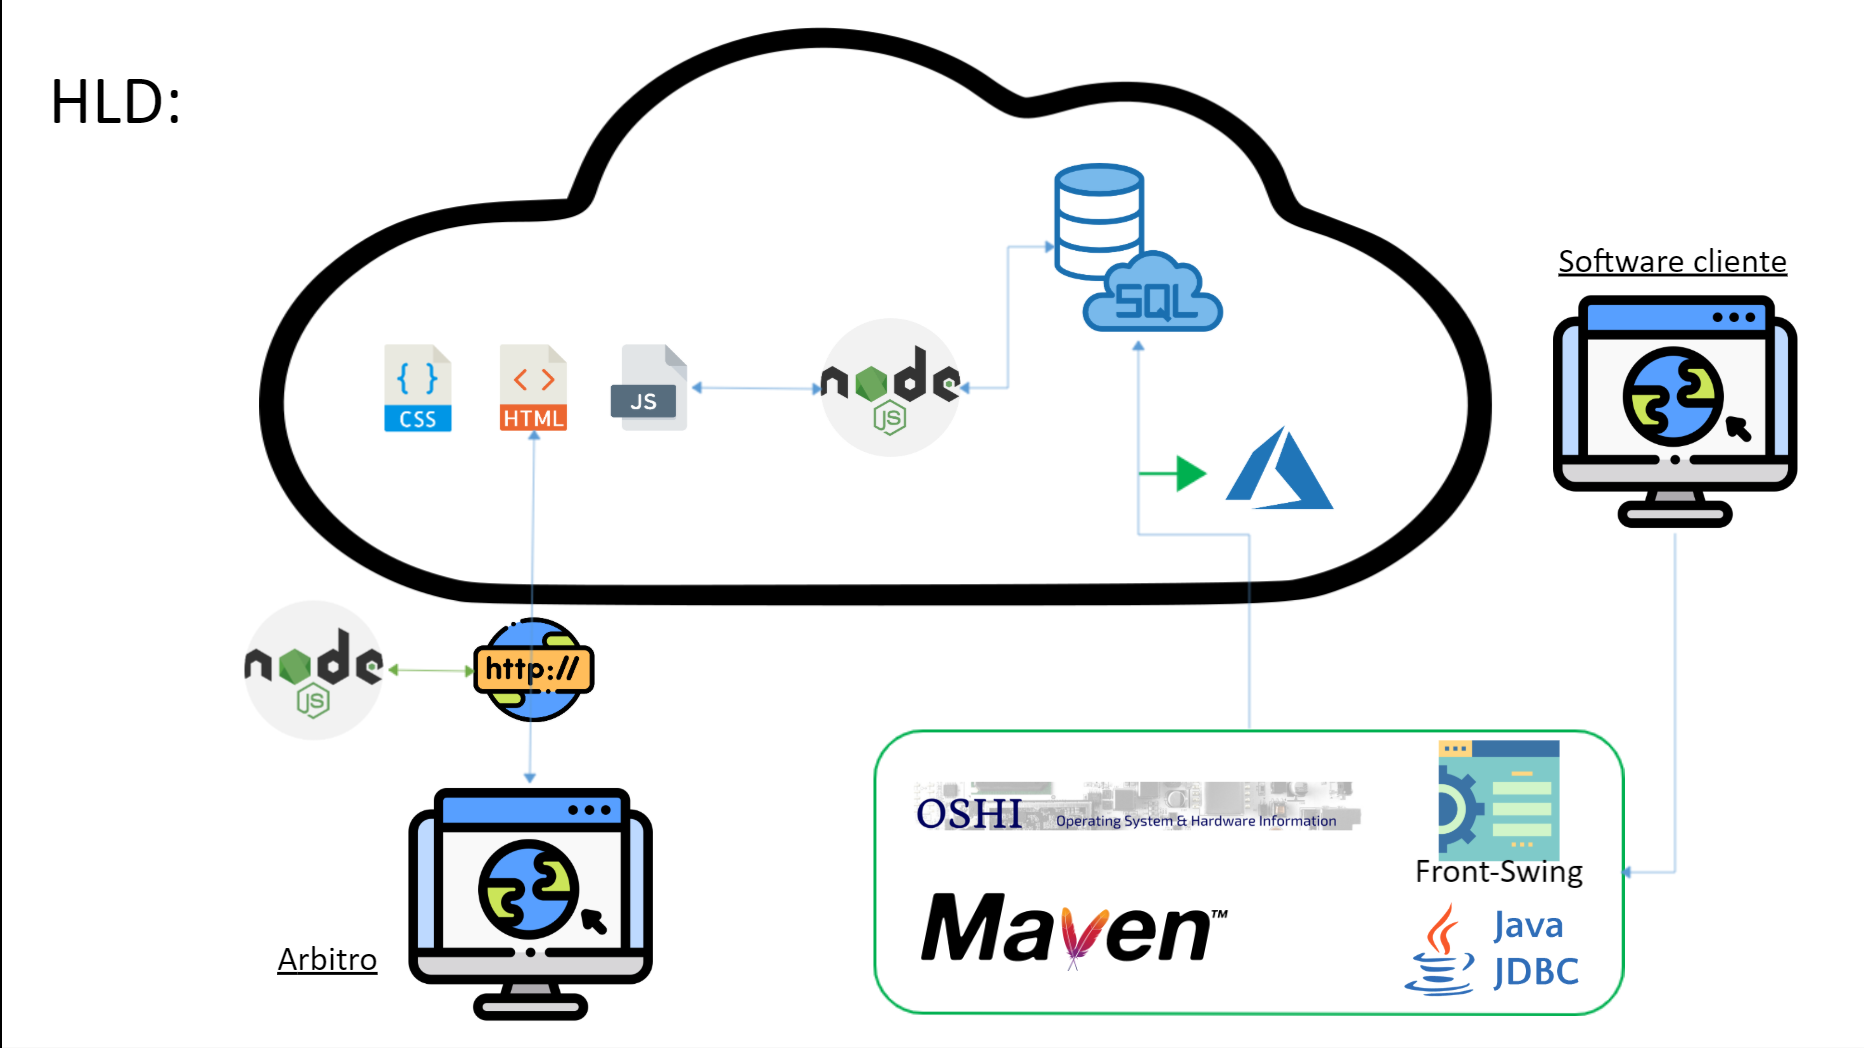 HLD:
SQL
Software cliente
{ }
CSS
< >
HTML
JS
node
JS
node
JS
http://
Arbitro
OSHI
Operating System & Hardware Information
Front-Swing
Maven™
Java
JDBC